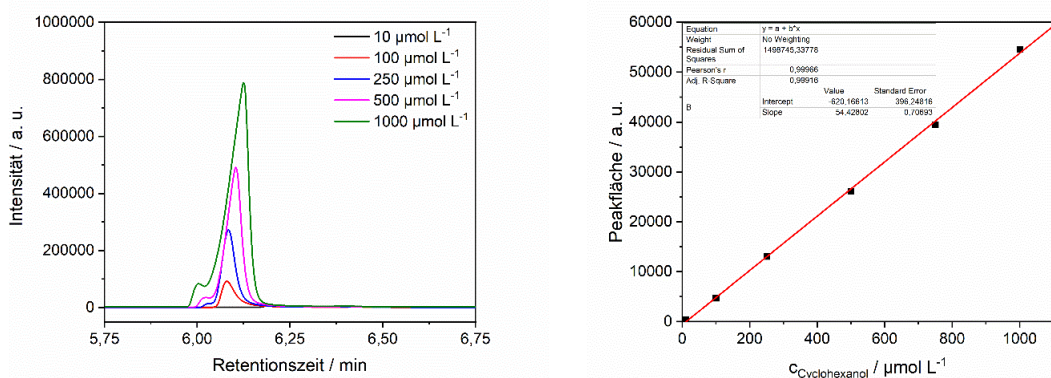 1000000
800000
600000
400000
200000
0
Intensität / a. u.
10 µmol L⁻¹
100 µmol L⁻¹
250 µmol L⁻¹
500 µmol L⁻¹
1000 µmol L⁻¹
5,75 6,00 6,25 6,50 6,75
Retentionszeit / min
60000
50000
40000
30000
20000
10000
0
Peakfläche / a. u.
Equation y = a + b*x
Weight No Weighting
Residual Sum of
Squares 1498745,33778
Pearson's r 0,99966
Adj. R-Square 0,99916
Value Standard Error
B Intercept -620,16613 396,24816
Slope 54,42802 0,70693
0 200 400 600 800 1000
c_Cyclohexanol / µmol L⁻¹